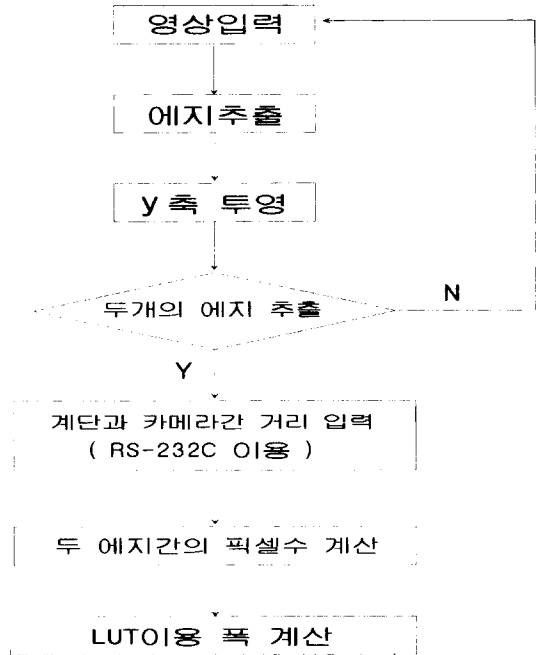 영상입력
에지추출
y축 투영
두개의 에지 추출
N
Y
계단과 카메라간 거리 입력
( RS-232C 이용 )
두 에지간의 픽셀수 계산
LUT이용 폭 계산